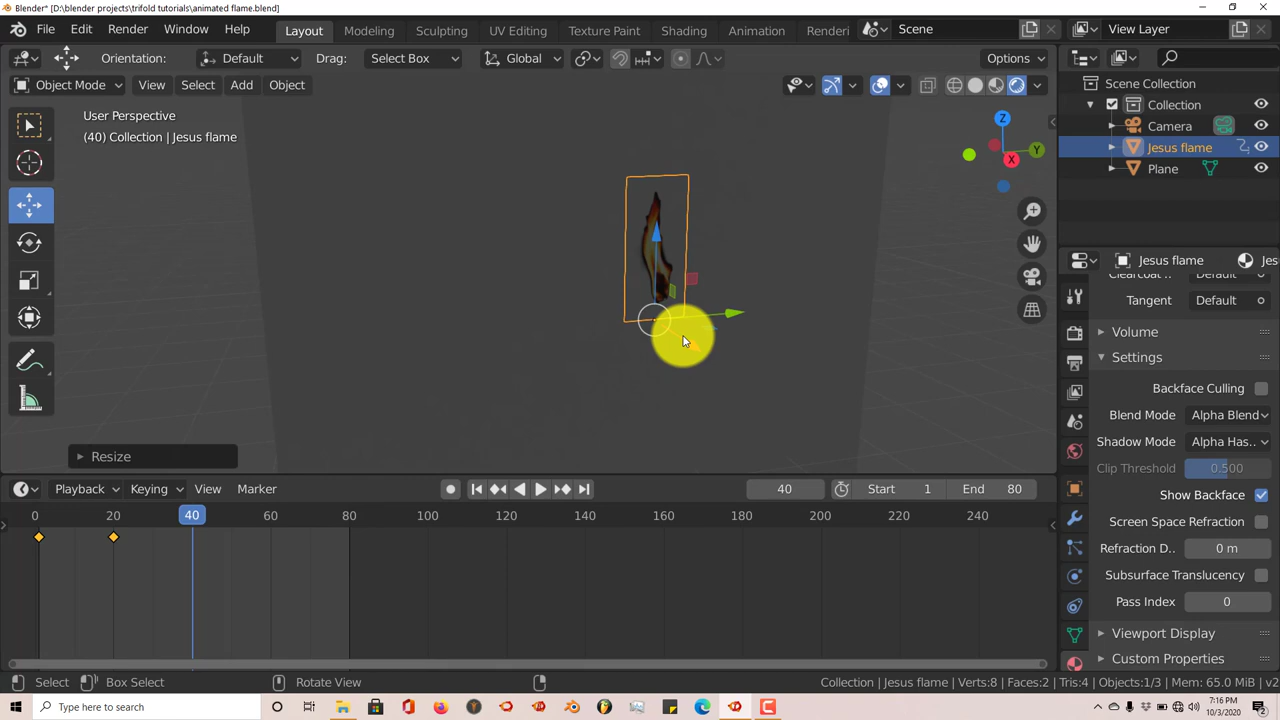 Blender* [D:\blender projects\trifold tutorials\animated flame.blend]
File Edit Render Window Help Layout Modeling Sculpting UV Editing Texture Paint Shading Animation Renderi Scene View Layer
Orientation: Default Drag: Select Box Global Options
Object Mode View Select Add Object
User Perspective
(40) Collection | Jesus flame
Scene Collection
Collection
Camera
Jesus flame
Plane
Z
Y
X
Jesus flame Jes
Clearcoat ... Default
Tangent Default
Volume
Settings
Backface Culling
Blend Mode Alpha Blend
Shadow Mode Alpha Has..
Clip Threshold 0.500
Show Backface
Screen Space Refraction
Refraction D.. 0 m
Subsurface Translucency
Pass Index 0
Viewport Display
Custom Properties
Resize
Playback Keying View Marker 40 Start 1 End 80
0 20 40 60 80 100 120 140 160 180 200 220 240
Select Box Select Rotate View Collection | Jesus flame | Verts:8 | Faces:2 | Tris:4 | Objects:1/3 | Mem: 65.0 MiB | v2
Type here to search
7:16 PM
10/3/2020
2